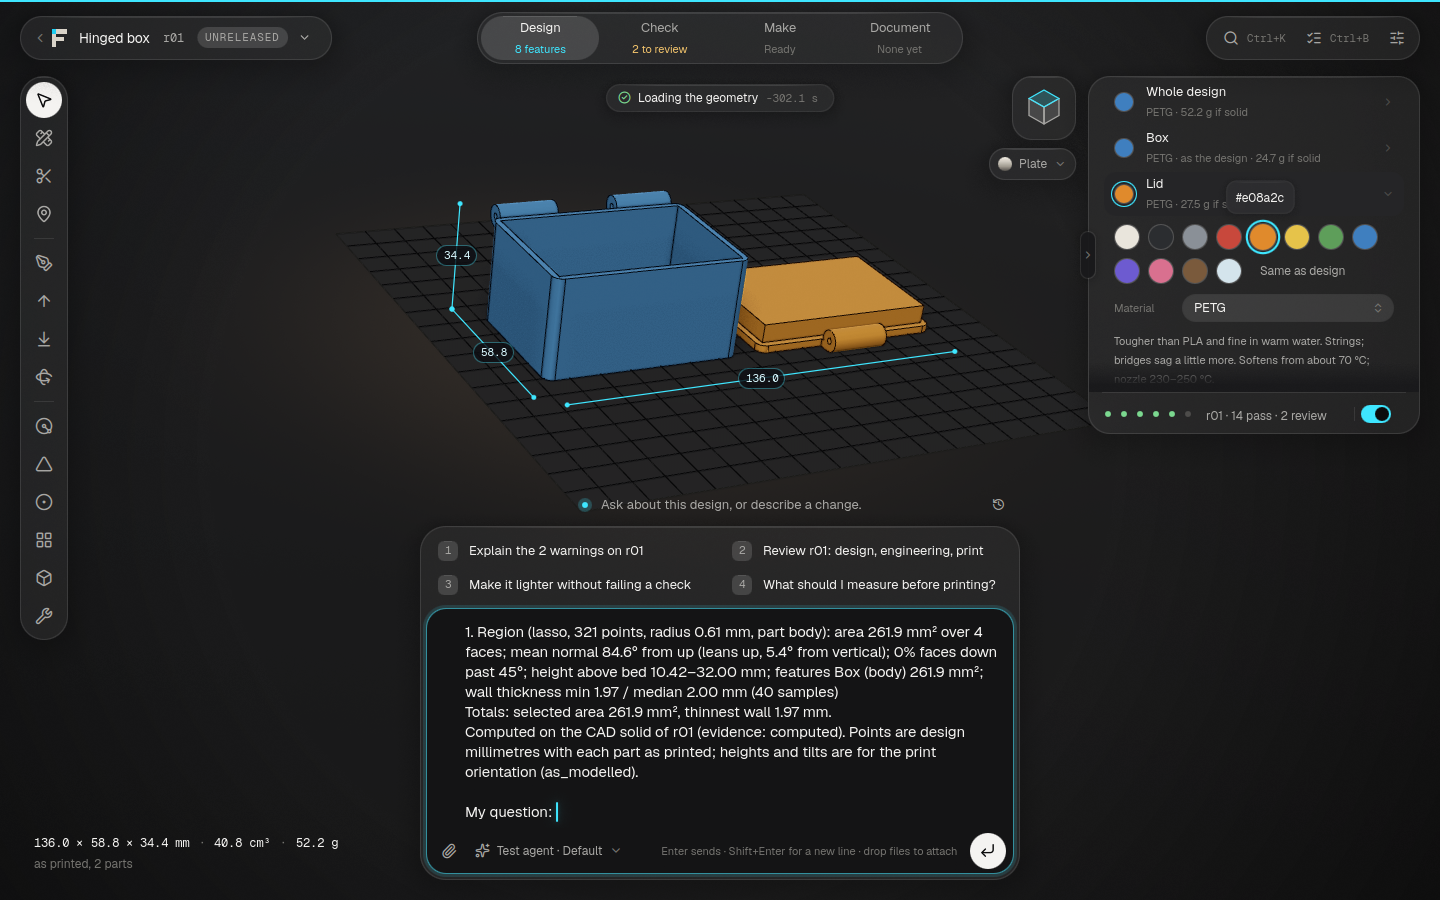 Hinged box r01 UNRELEASED
Design
8 features
Check
2 to review
Make
Ready
Document
None yet
Ctrl+K
Ctrl+B
Loading the geometry -302.1 s
Plate
Whole design
PETG · 52.2 g if solid
Box
PETG · as the design · 24.7 g if solid
Lid
PETG · 27.5 g if s
#e08a2c
Same as design
Material PETG
Tougher than PLA and fine in warm water. Strings;
bridges sag a little more. Softens from about 70 °C;
nozzle 230–250 °C.
r01 · 14 pass · 2 review
34.4
58.8
136.0
Ask about this design, or describe a change.
1 Explain the 2 warnings on r01
2 Review r01: design, engineering, print
3 Make it lighter without failing a check
4 What should I measure before printing?
1. Region (lasso, 321 points, radius 0.61 mm, part body): area 261.9 mm² over 4
faces; mean normal 84.6° from up (leans up, 5.4° from vertical); 0% faces down
past 45°; height above bed 10.42–32.00 mm; features Box (body) 261.9 mm²;
wall thickness min 1.97 / median 2.00 mm (40 samples)
Totals: selected area 261.9 mm², thinnest wall 1.97 mm.
Computed on the CAD solid of r01 (evidence: computed). Points are design
millimetres with each part as printed; heights and tilts are for the print
orientation (as_modelled).
My question:
Test agent · Default
Enter sends · Shift+Enter for a new line · drop files to attach
136.0 × 58.8 × 34.4 mm · 40.8 cm³ · 52.2 g
as printed, 2 parts